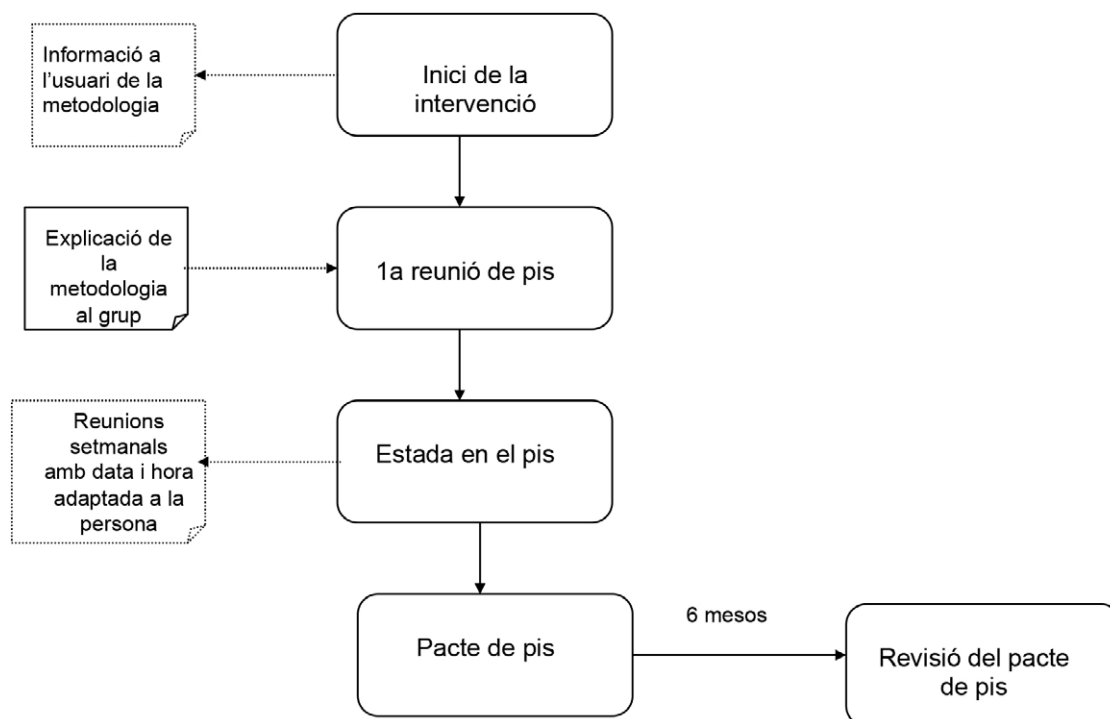 Informació a
l'usuari de la
metodologia
Inici de la
intervenció
Explicació de
la
metodologia
al grup
1a reunió de pis
Reunions
setmanals
amb data i hora
adaptada a la
persona
Estada en el pis
Pacte de pis
6 mesos
Revisió del pacte
de pis